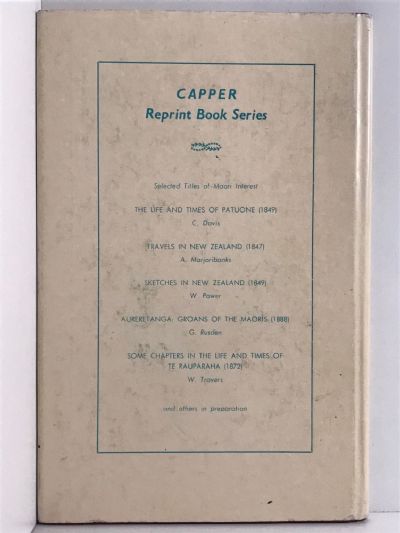 CAPPER
Reprint Book Series
Selected Titles of Maori Interest
THE LIFE AND TIMES OF PATUONE (1849)
C. Davis
TRAVELS IN NEW ZEALAND (1847)
A. Marjoribanks
SKETCHES IN NEW ZEALAND (1849)
W. Power
AURERETANGA: GROANS OF THE MAORIS (1888)
G. Rusden
SOME CHAPTERS IN THE LIFE AND TIMES OF
TE RAUPARAHA (1872)
W. Travers
and others in preparation